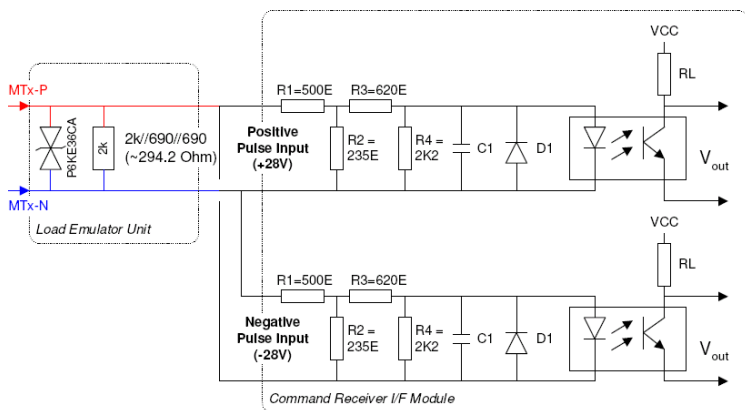 VCC
RL
MTx-P
R1=500E
R3=620E
P6KE36CA
2k
2k//690//690
(~294.2 Ohm)
Positive
Pulse Input
(+28V)
R2 =
235E
R4 =
2K2
C1
D1
Vout
MTx-N
Load Emulator Unit
VCC
RL
R1=500E
R3=620E
Negative
Pulse Input
(-28V)
R2 =
235E
R4 =
2K2
C1
D1
Vout
Command Receiver I/F Module